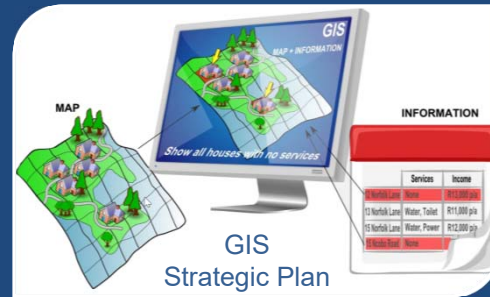 GIS
MAP + INFORMATION
MAP
Show all houses with no services
INFORMATION
Services Income
12 Norfolk Lane None R13,000 p/a
13 Norfolk Lane Water, Toilet R11,000 p/a
15 Norfolk Lane Water, Power R12,000 p/a
None
GIS
Strategic Plan